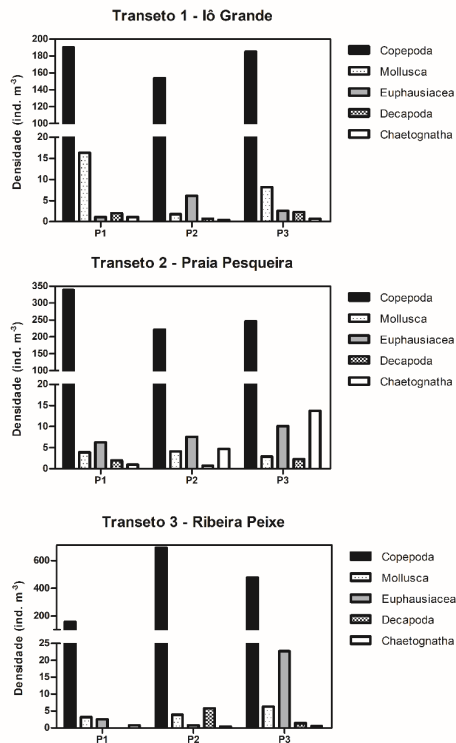 Transeto 1 - Iô Grande
Densidade (ind. m-3)
200
180
160
140
120
100
20
15
10
5
0
P1 P2 P3
Copepoda
Mollusca
Euphausiacea
Decapoda
Chaetognatha
Transeto 2 - Praia Pesqueira
Densidade (ind. m-3)
350
300
250
200
150
100
20
15
10
5
0
P1 P2 P3
Copepoda
Mollusca
Euphausiacea
Decapoda
Chaetognatha
Transeto 3 - Ribeira Peixe
Densidade (ind. m-3)
600
400
200
25
20
15
10
5
0
P1 P2 P3
Copepoda
Mollusca
Euphausiacea
Decapoda
Chaetognatha